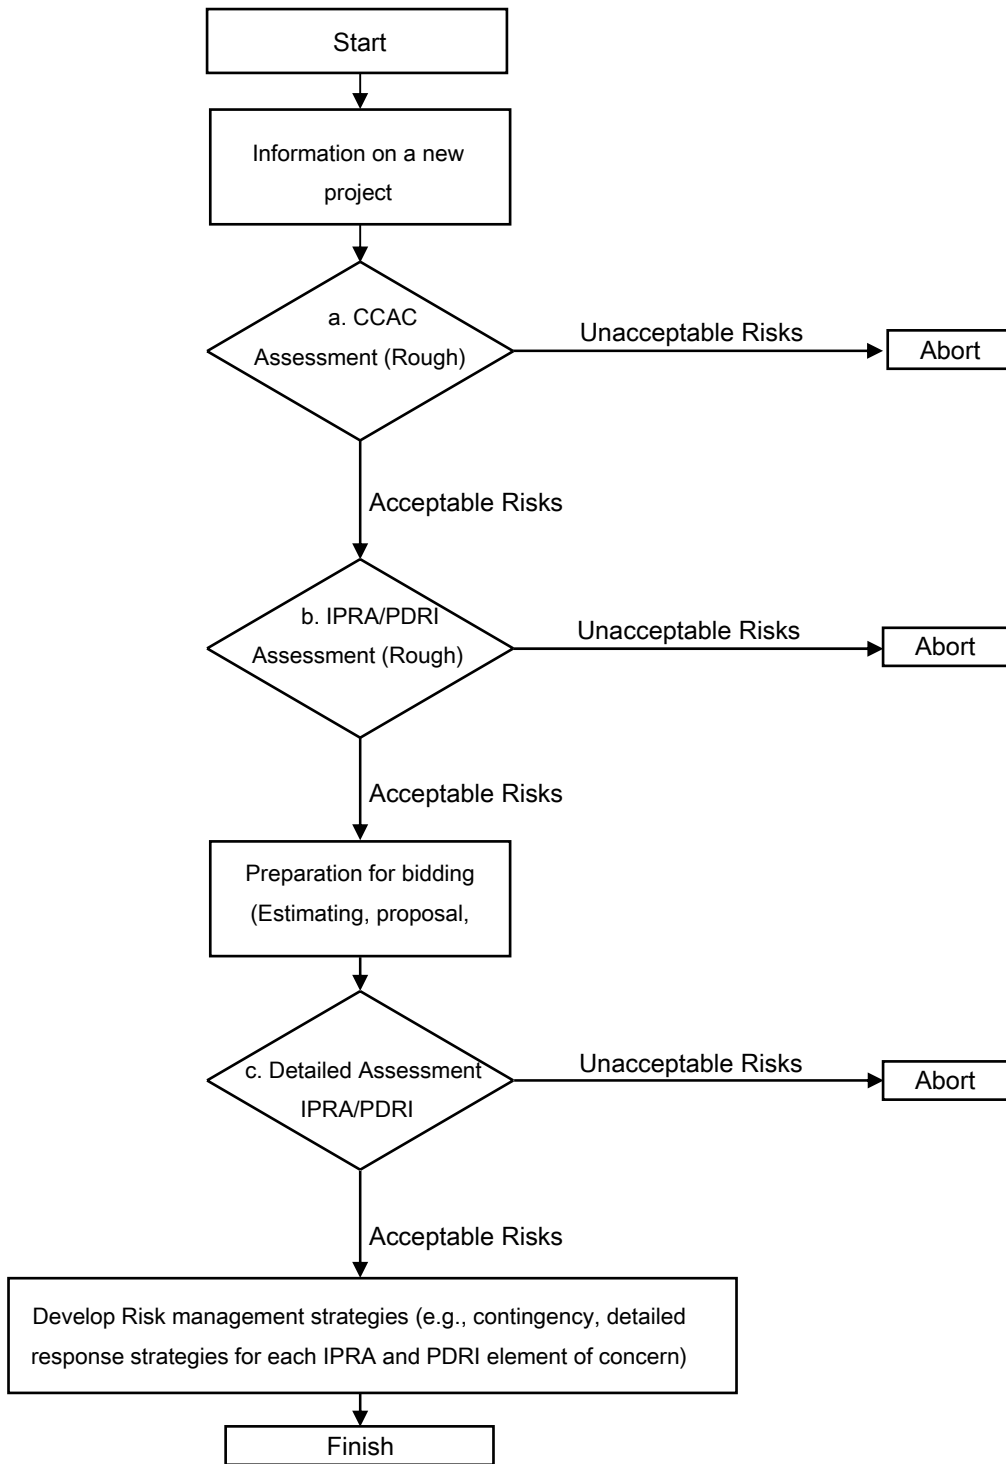 Start
Information on a new
project
a. CCAC
Assessment (Rough)
Unacceptable Risks
Abort
Acceptable Risks
b. IPRA/PDRI
Assessment (Rough)
Unacceptable Risks
Abort
Acceptable Risks
Preparation for bidding
(Estimating, proposal,
c. Detailed Assessment
IPRA/PDRI
Unacceptable Risks
Abort
Acceptable Risks
Develop Risk management strategies (e.g., contingency, detailed
response strategies for each IPRA and PDRI element of concern)
Finish